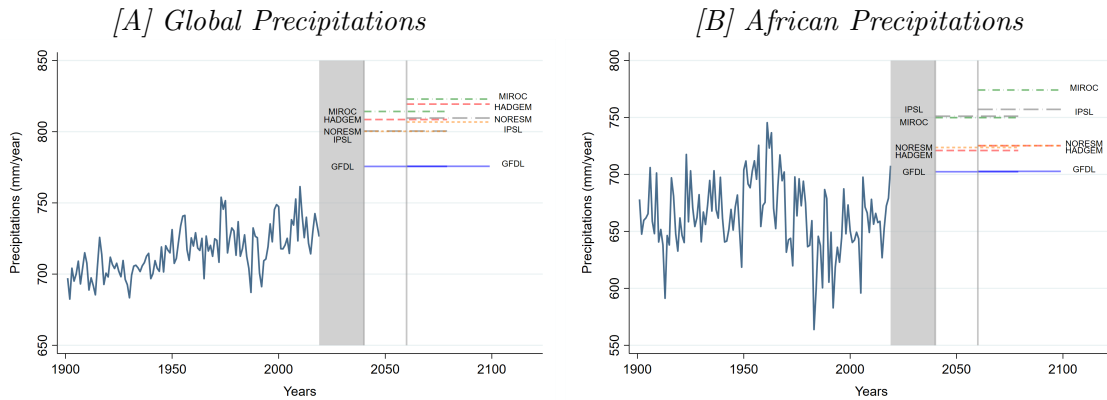 [A] Global Precipitations
Precipitations (mm/year)
850
800
750
700
650
MIROC
HADGEM
NORESM
IPSL
GFDL
MIROC
HADGEM
NORESM
IPSL
GFDL
1900
1950
2000
2050
2100
Years
[B] African Precipitations
Precipitations (mm/year)
800
750
700
650
600
550
IPSL
MIROC
NORESM
HADGEM
GFDL
MIROC
IPSL
NORESM
HADGEM
GFDL
1900
1950
2000
2050
2100
Years